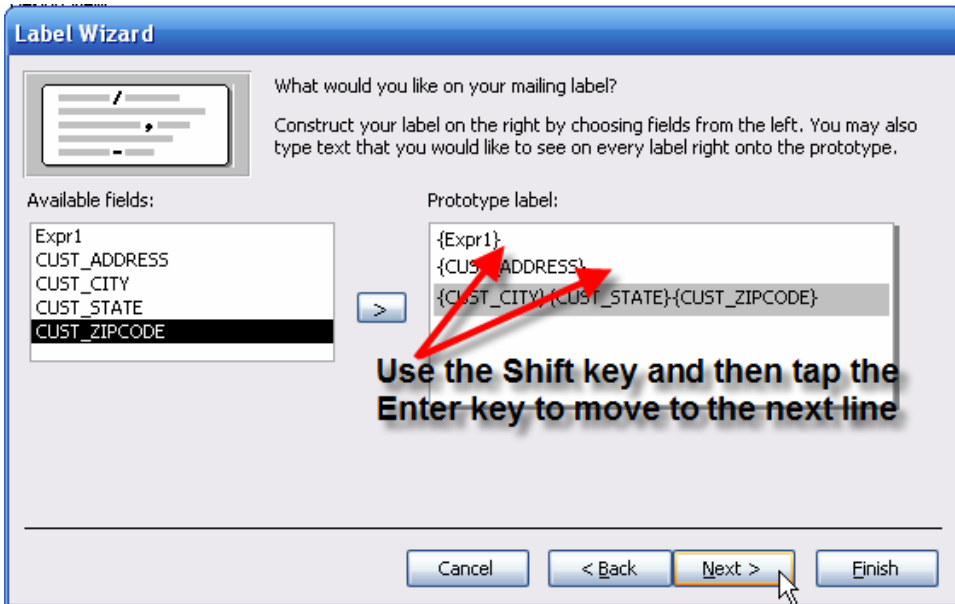 Label Wizard
What would you like on your mailing label?
Construct your label on the right by choosing fields from the left. You may also
type text that you would like to see on every label right onto the prototype.
Available fields:
Expr1
CUST_ADDRESS
CUST_CITY
CUST_STATE
CUST_ZIPCODE
>
Prototype label:
{Expr1}
{CUST_ADDRESS}
{CUST_CITY} {CUST_STATE}{CUST_ZIPCODE}
Use the Shift key and then tap the
Enter key to move to the next line
Cancel
< Back
Next >
Finish